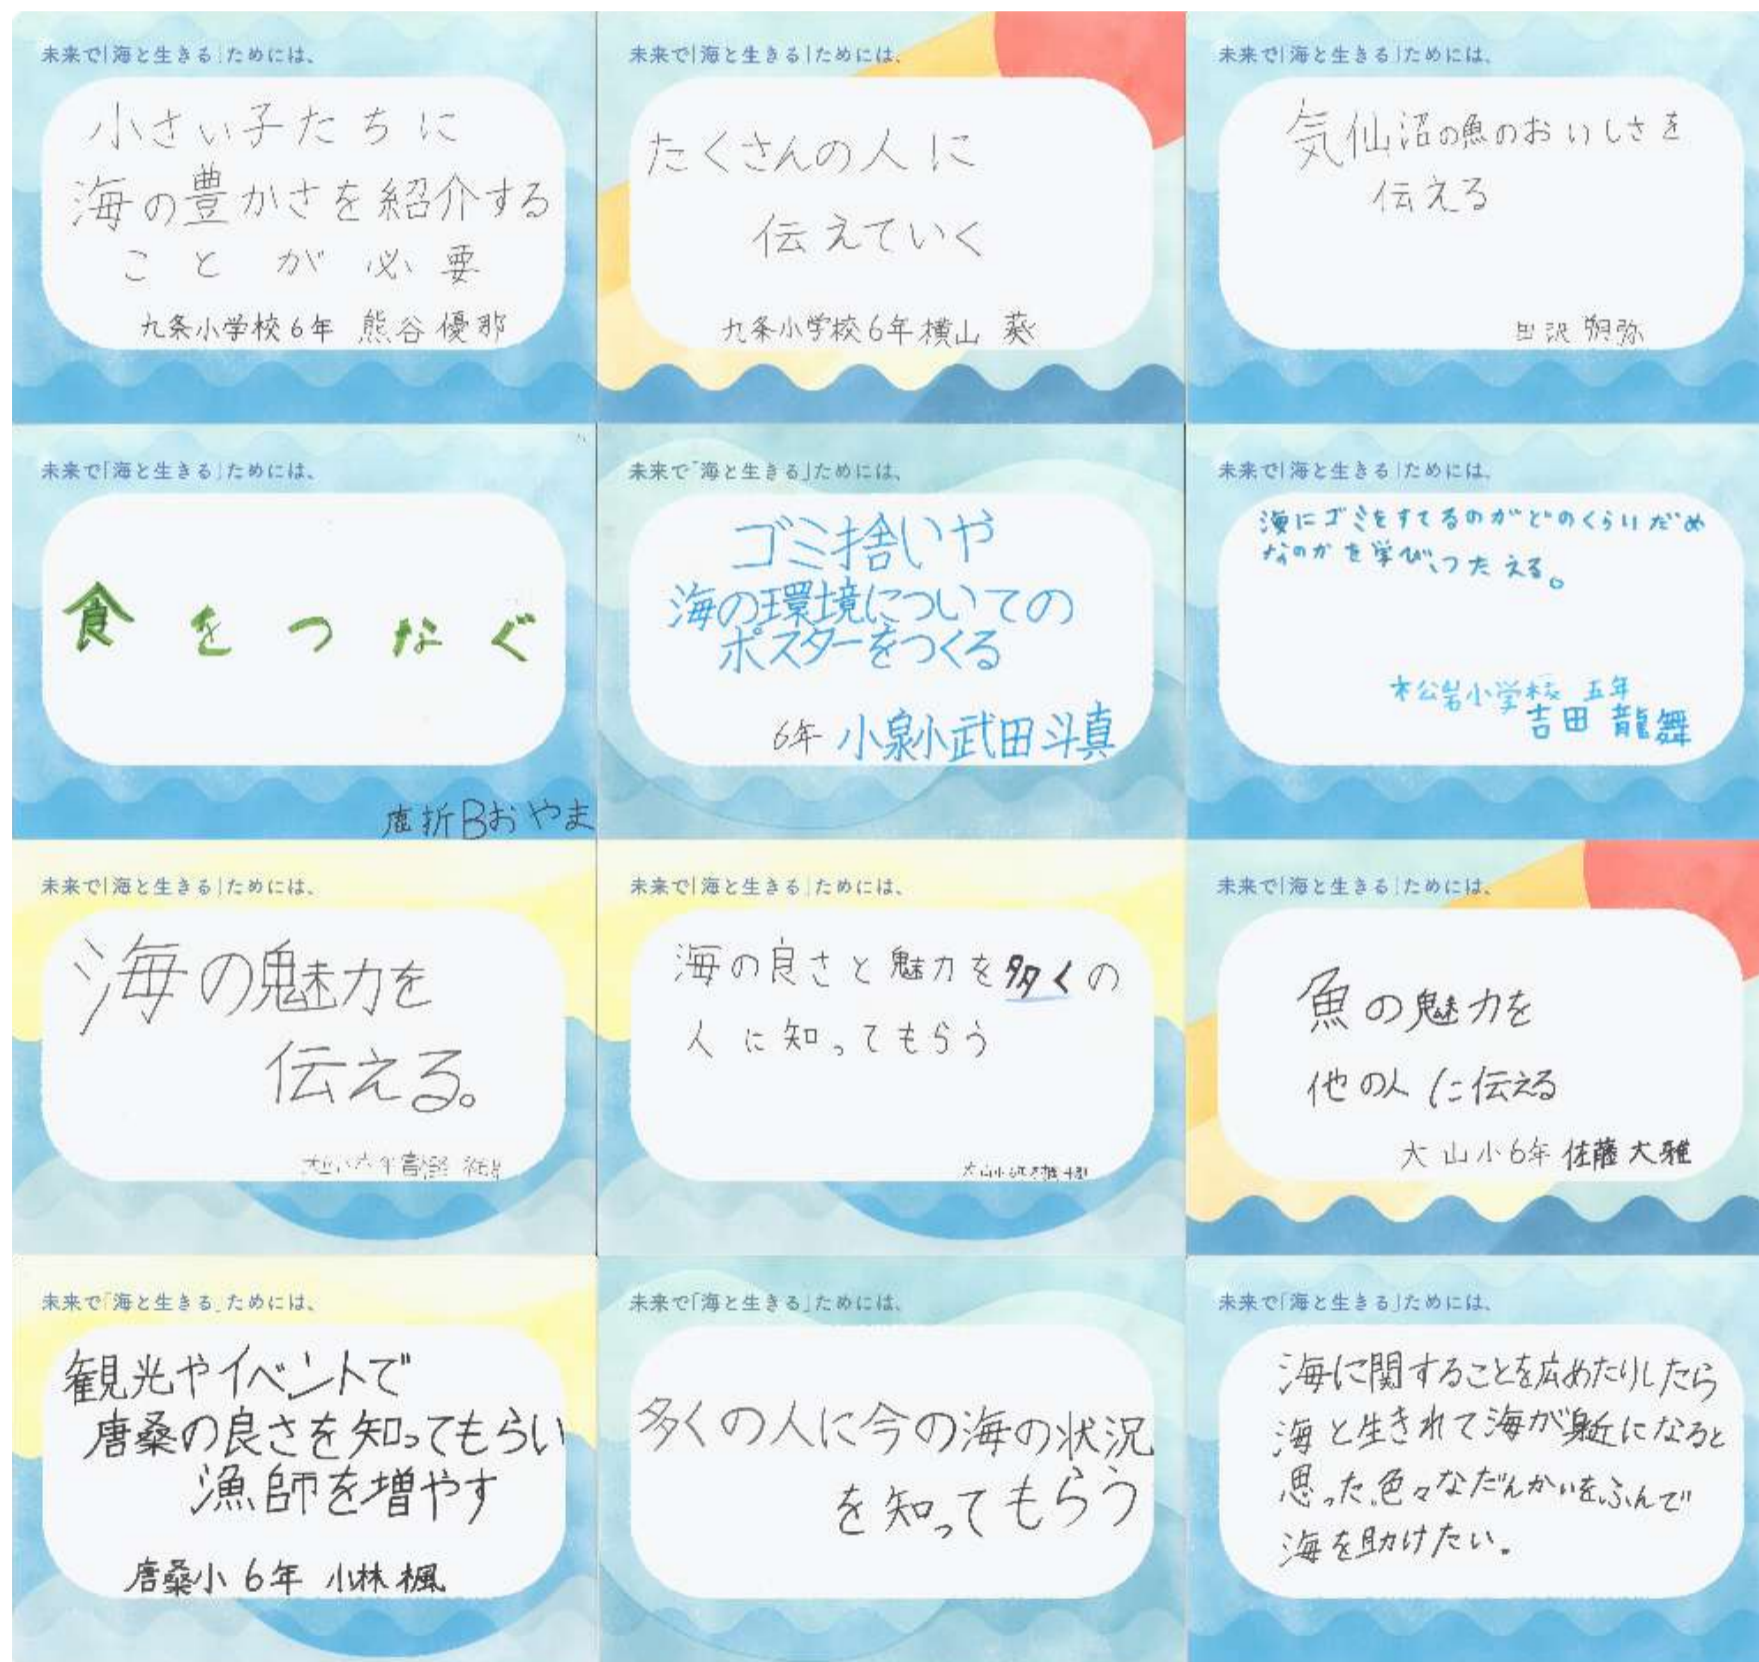 未来で「海と生きる」ためには、
小さい子たちに
海の豊かさを紹介する
ことが必要
九条小学校6年 熊谷優那
未来で「海と生きる」ためには、
たくさんの人に
伝えていく
九条小学校6年横山 葵
未来で「海と生きる」ためには、
気仙沼の魚のおいしさを
伝える
未来で「海と生きる」ためには、
食をつなぐ
鹿折Bおやま
未来で「海と生きる」ためには、
ゴミ捨いや
海の環境についての
ポスターをつくる
6年 小泉小武田斗真
未来で「海と生きる」ためには、
海にゴミをすてるのがどのくらいだめ
なのかを学び、つたえる。
松岩小学校 五年
吉田 龍舞
未来で「海と生きる」ためには、
海の魅力を
伝える。
未来で「海と生きる」ためには、
海の良さと魅力を多くの
人に知ってもらう
未来で「海と生きる」ためには、
魚の魅力を
他の人に伝える
大山小6年 佐藤大雅
未来で「海と生きる」ためには、
観光やイベントで
唐桑の良さを知ってもらい
漁師を増やす
唐桑小6年 小林楓
未来で「海と生きる」ためには、
多くの人に今の海の状況
を知ってもらう
未来で「海と生きる」ためには、
海に関することを広めたりしたら
海と生きれて海が身近になると
思った。色々なだんかいをふんで
海を助けたい。